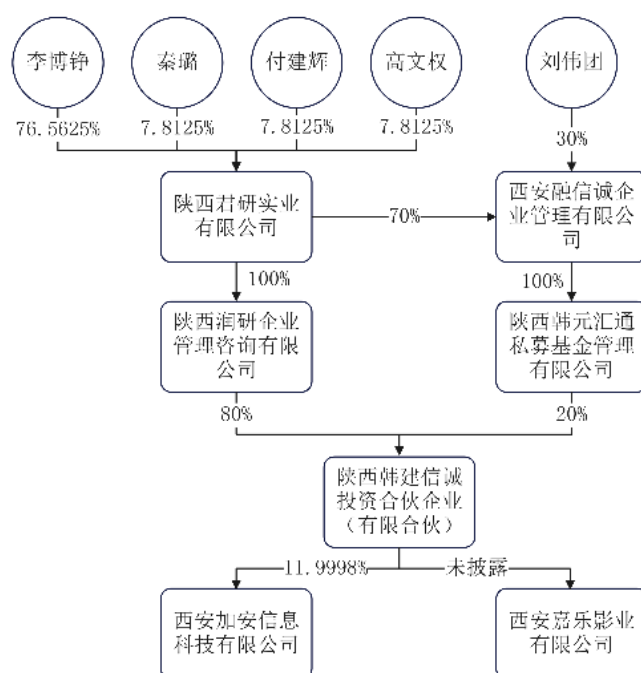 李博铮
秦璐
付建辉
高文权
刘伟团
76.5625%
7.8125%
7.8125%
7.8125%
30%
陕西君研实业
有限公司
70%
西安融信诚企
业管理有限公
司
100%
100%
陕西润研企业
管理咨询有限
公司
陕西韩元汇通
私募基金管理
有限公司
80%
20%
陕西韩建信诚
投资合伙企业
（有限合伙）
11.9998%
未披露
西安加安信息
科技有限公司
西安嘉乐影业
有限公司